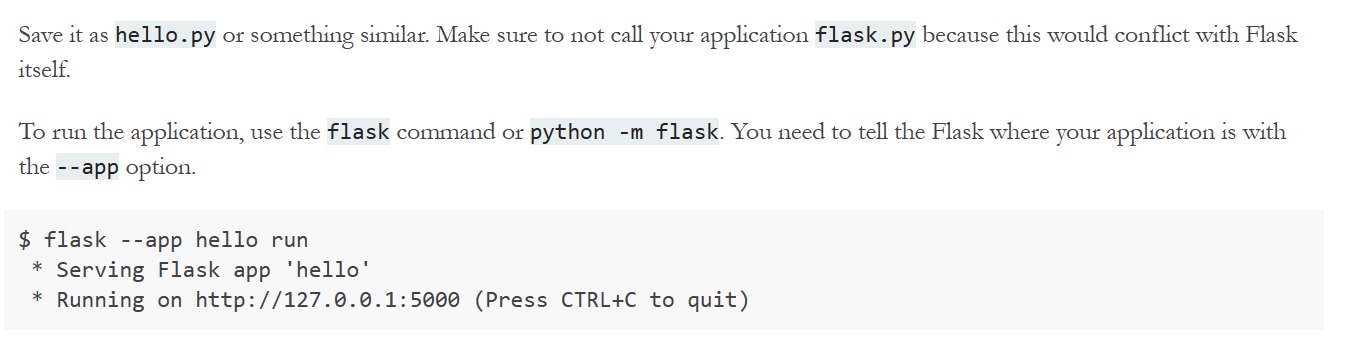 Save it as hello.py or something similar. Make sure to not call your application flask.py because this would conflict with Flask
itself.
To run the application, use the flask command or python -m flask. You need to tell the Flask where your application is with
the --app option.
$ flask --app hello run
 * Serving Flask app 'hello'
 * Running on http://127.0.0.1:5000 (Press CTRL+C to quit)